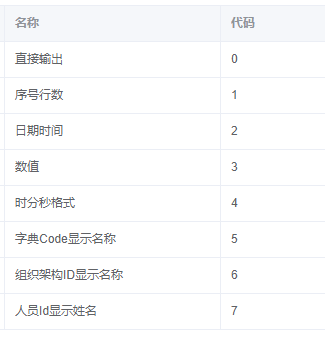 名称 代码
直接输出 0
序号行数 1
日期时间 2
数值 3
时分秒格式 4
字典Code显示名称 5
组织架构ID显示名称 6
人员Id显示姓名 7